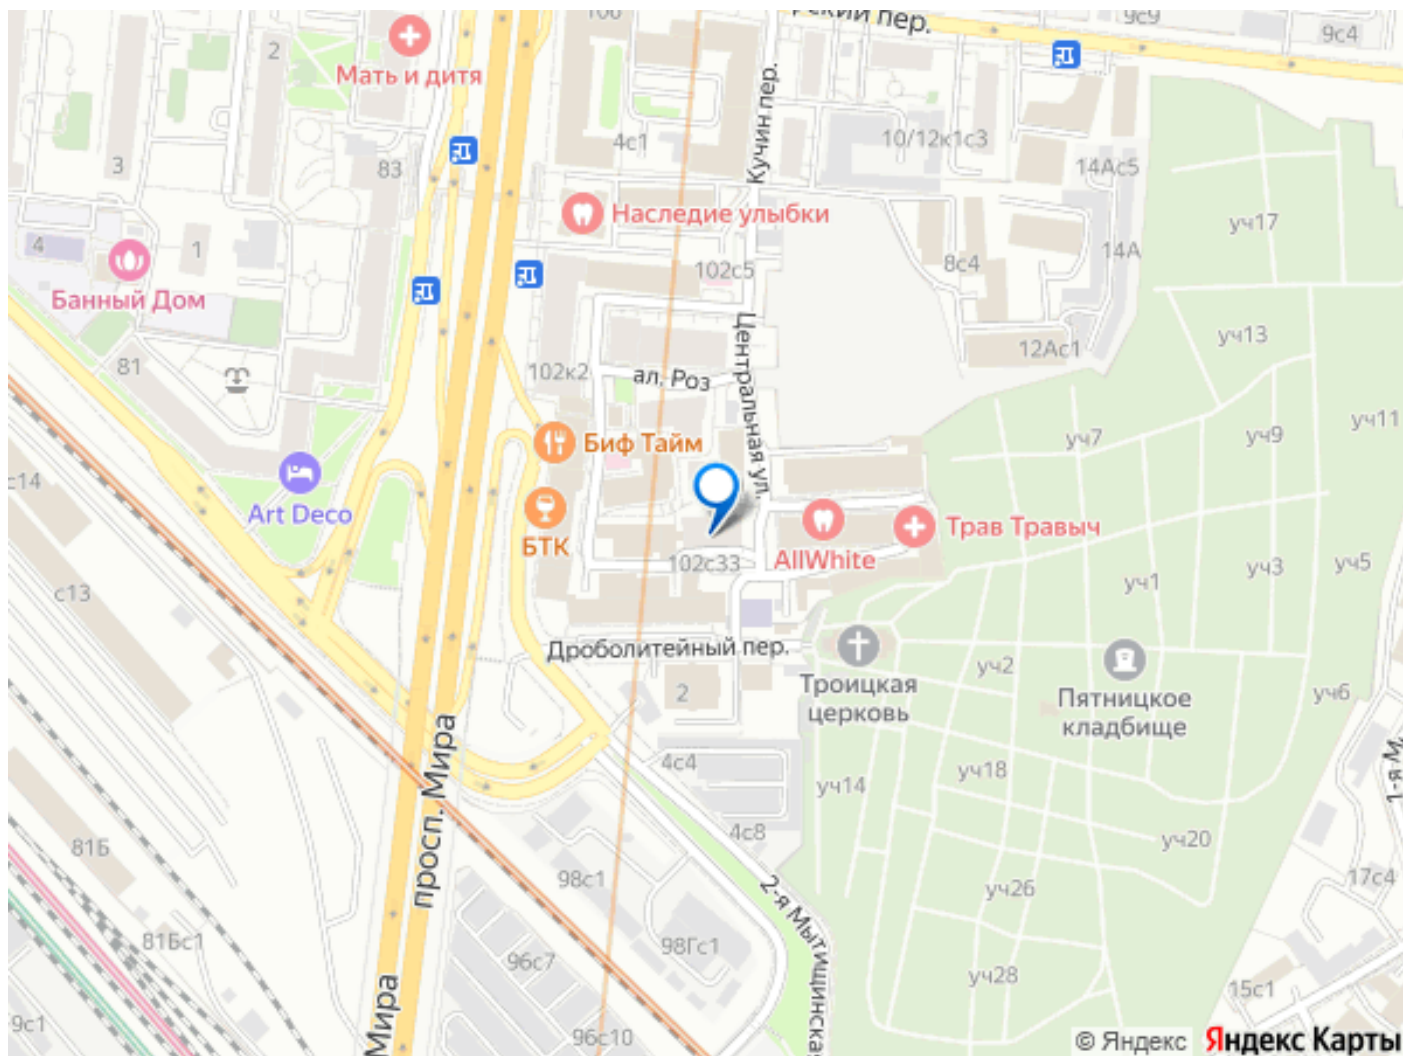 106
ский пер.
9с9
9с4
2
Мать и дитя
Кучин пер.
4с1
10/12к1с3
3
83
14Ас5
Наследие улыбки
уч17
4
1
14А
8с4
102с5
Банный Дом
Центральная ул.
уч13
12Ас1
81
102к2
ал. Роз
уч11
уч7
уч9
Биф Тайм
с14
Art Deco
БТК
Трав Травыч
AllWhite
102с33
уч3
уч5
уч1
с13
Дроболитейный пер.
Троицкая
церковь
уч2
Пятницкое
кладбище
уч6
2
просп. Мира
4с4
уч18
уч14
1-я М
4с8
уч20
81Б
98с1
уч26
17с4
2-я Мытищинская
81Бс1
98Гс1
96с7
уч28
15с1
9с1
Мира
96с10
© Яндекс
Яндекс Карты